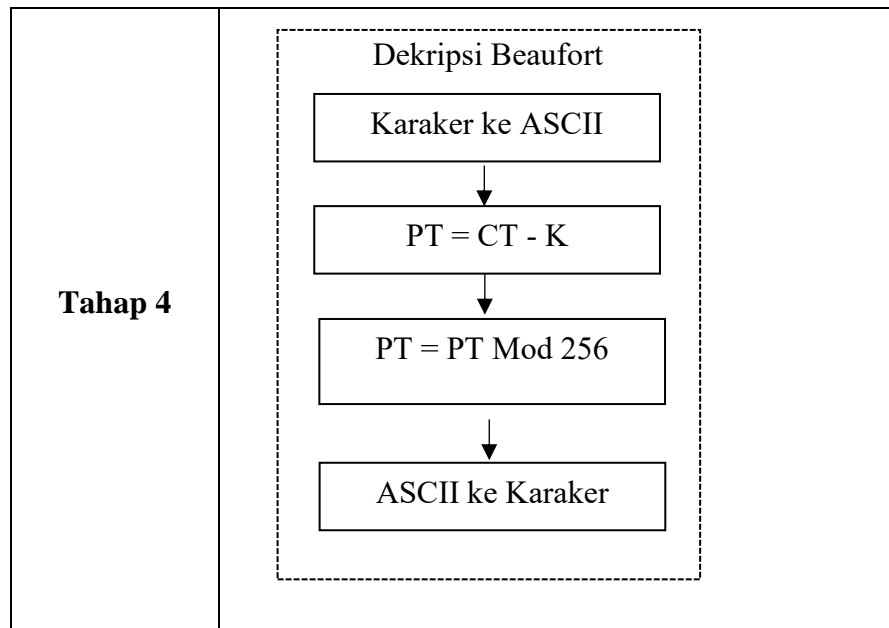 Tahap 4
Dekripsi Beaufort
Karaker ke ASCII
PT = CT - K
PT = PT Mod 256
ASCII ke Karaker